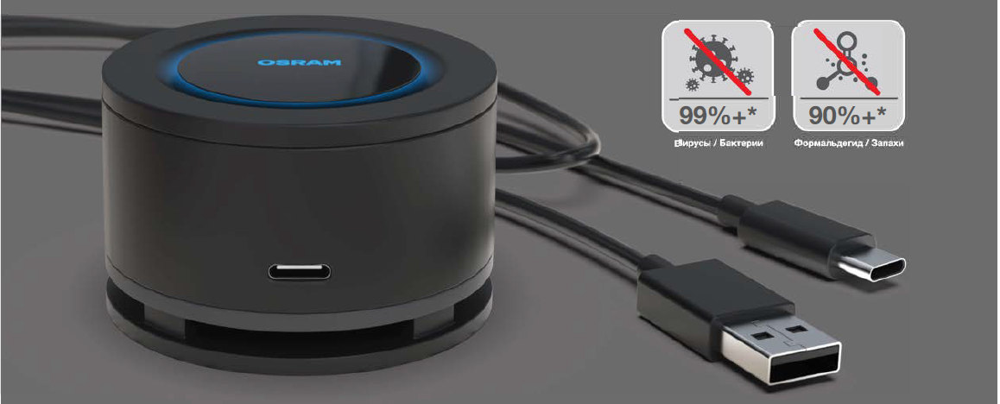 OSRAM
99%+*
90%+*
Вирусы / Бактерии
Формальдегид / Запахи